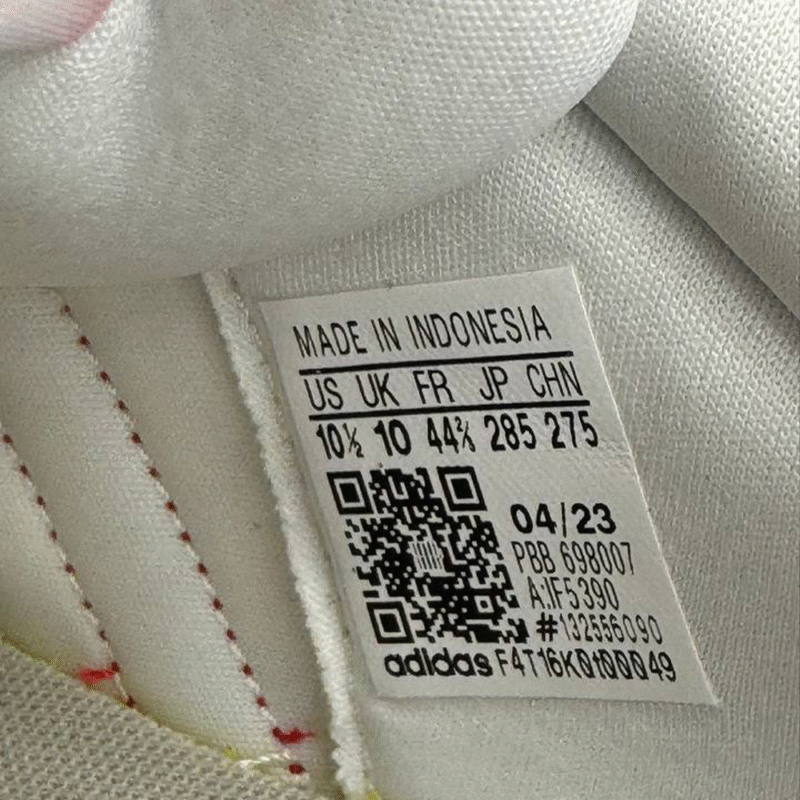 MADE IN INDONESIA
US UK FR JP CHN
10½ 10 44⅔ 285 275
04/23
PBB 698007
A:IF5390
#132556090
adidas F4T16K0t00049